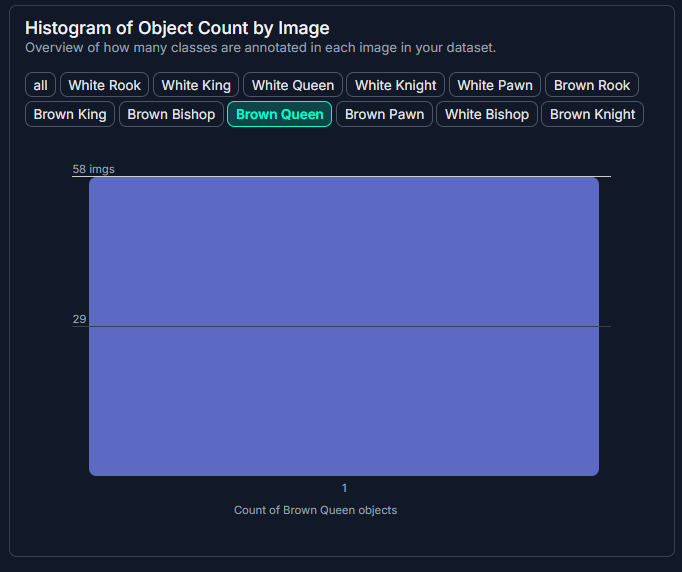 Histogram of Object Count by Image
Overview of how many classes are annotated in each image in your dataset.
all White Rook White King White Queen White Knight White Pawn Brown Rook
Brown King Brown Bishop Brown Queen Brown Pawn White Bishop Brown Knight
58 imgs
29
1
Count of Brown Queen objects